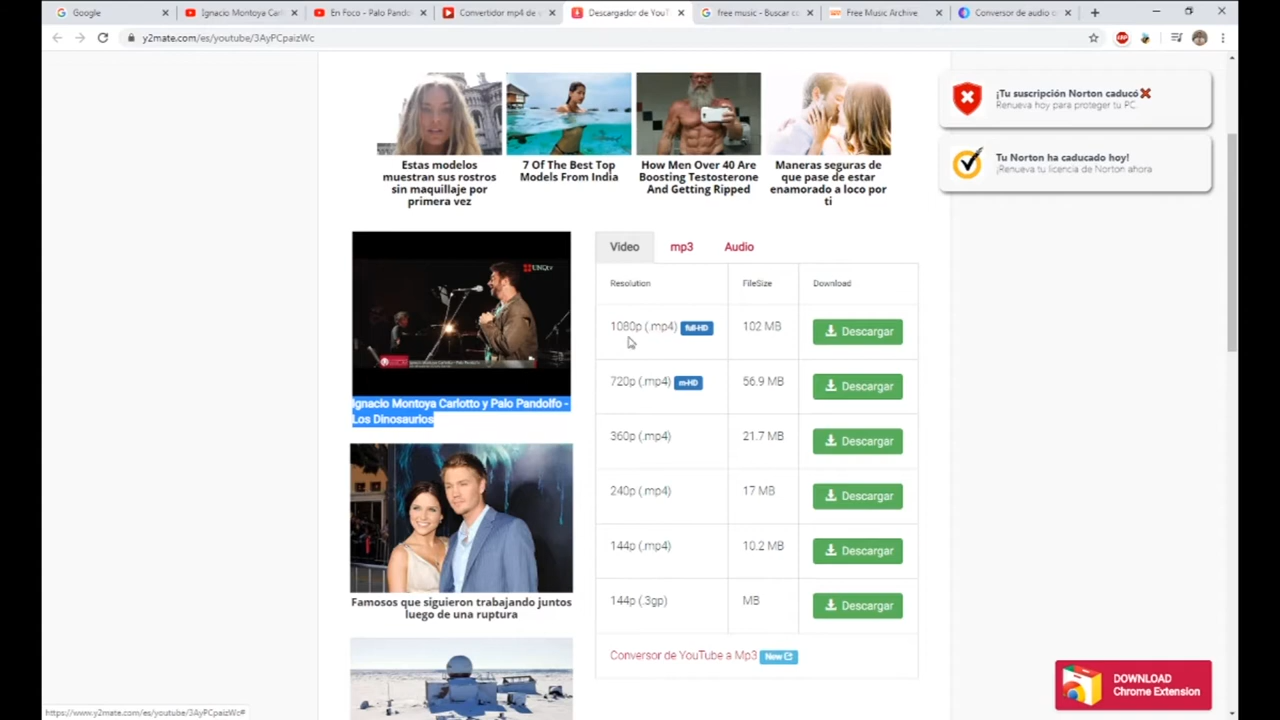 Google
Ignacio Montoya Carl
En Foco - Palo Pandol
Convertidor mp4 de y
Descargador de YouT
free music - Buscar co
Free Music Archive
Conversor de audio o
y2mate.com/es/youtube/3AyPCpaizWc
Estas modelos
muestran sus rostros
sin maquillaje por
primera vez
7 Of The Best Top
Models From India
How Men Over 40 Are
Boosting Testosterone
And Getting Ripped
Maneras seguras de
que pase de estar
enamorado a loco por
ti
¡Tu suscripción Norton caducó
Renueva hoy para proteger tu PC.
Tu Norton ha caducado hoy!
¡Renueva tu licencia de Norton ahora
UNQtv
Ignacio Montoya Carlotto y Palo Pandolfo -
Los Dinosaurios
Video mp3 Audio
Resolution FileSize Download
1080p (.mp4) full-HD 102 MB Descargar
720p (.mp4) m-HD 56.9 MB Descargar
360p (.mp4) 21.7 MB Descargar
240p (.mp4) 17 MB Descargar
144p (.mp4) 10.2 MB Descargar
144p (.3gp) MB Descargar
Conversor de YouTube a Mp3 New
Famosos que siguieron trabajando juntos
luego de una ruptura
DOWNLOAD
Chrome Extension
https://www.y2mate.com/es/youtube/3AyPCpaizWc#